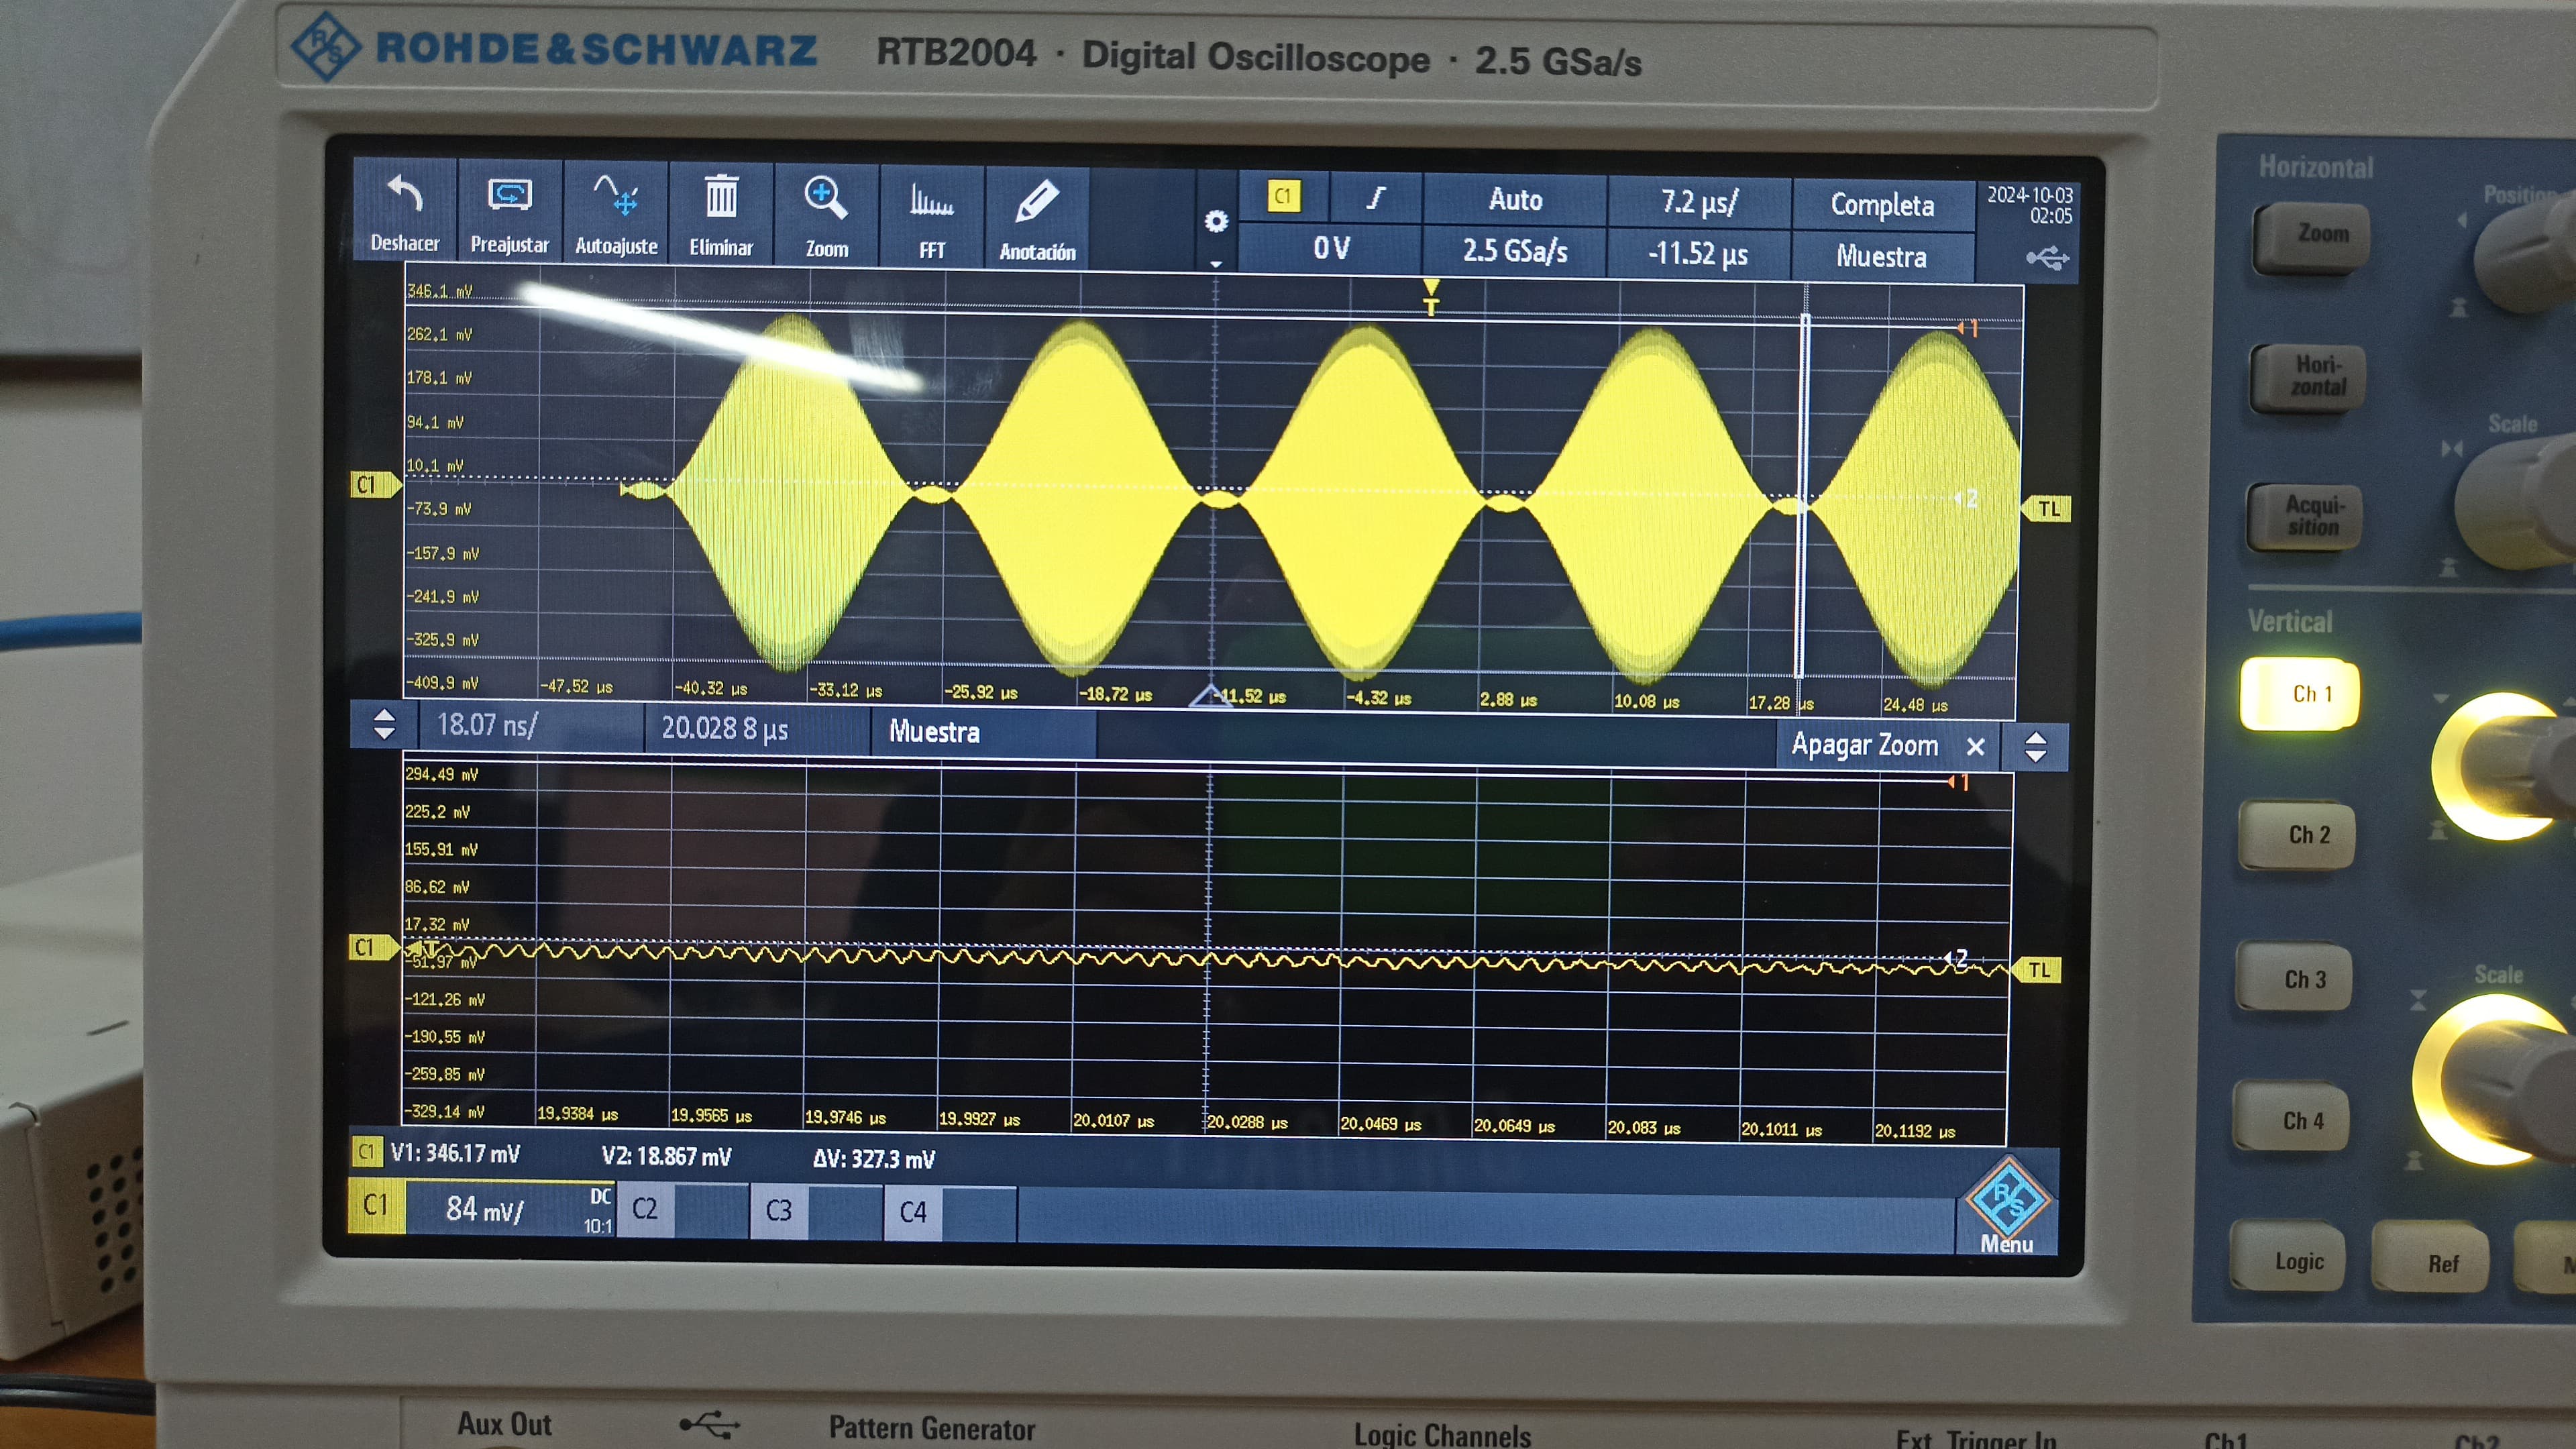 ROHDE & SCHWARZ RTB2004 · Digital Oscilloscope · 2.5 GSa/s
Deshacer Preajustar Autoajuste Eliminar Zoom FFT Anotación
C1 Auto 7.2 µs/ Completa 2024-10-03
02:05
0 V 2.5 GSa/s -11.52 µs Muestra
346.1 mV
T
1
262.1 mV
178.1 mV
94.1 mV
10.1 mV
C1
2
TL
-73.9 mV
-157.9 mV
-241.9 mV
-325.9 mV
-409.9 mV
-47.52 µs -40.32 µs -33.12 µs -25.92 µs -18.72 µs -11.52 µs -4.32 µs 2.88 µs 10.08 µs 17.28 µs 24.48 µs
18.07 ns/ 20.028 8 µs Muestra Apagar Zoom ×
294.49 mV
1
225.2 mV
155.91 mV
86.62 mV
17.32 mV
C1 T
2
TL
-51.97 mV
-121.26 mV
-190.55 mV
-259.85 mV
-329.14 mV
19.9384 µs 19.9565 µs 19.9746 µs 19.9927 µs 20.0107 µs 20.0288 µs 20.0469 µs 20.0649 µs 20.083 µs 20.1011 µs 20.1192 µs
C1 V1: 346.17 mV V2: 18.867 mV ΔV: 327.3 mV
C1 84 mV/ DC
10:1
C2 C3 C4
R S
Menu
Horizontal
Position
Zoom
Hori-
zontal
Scale
Acqui-
sition
Vertical
Ch 1
Ch 2
Ch 3
Scale
Ch 4
Logic Ref
Aux Out Pattern Generator Logic Channels Ext. Trigger In Ch1 Ch2